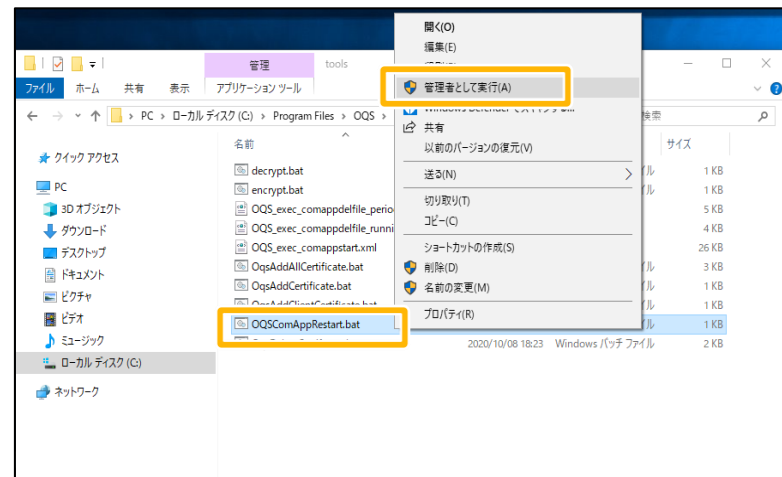 管理
tools
ファイル
ホーム
共有
表示
アプリケーション ツール
PC > ローカル ディスク (C:) > Program Files > OQS >
検索
クイック アクセス
PC
3D オブジェクト
ダウンロード
デスクトップ
ドキュメント
ピクチャ
ビデオ
ミュージック
ローカル ディスク (C:)
ネットワーク
名前
サイズ
decrypt.bat
1 KB
encrypt.bat
1 KB
OQS_exec_comappdelfile_perio
5 KB
OQS_exec_comappdelfile_runni
4 KB
OQS_exec_comappstart.xml
26 KB
OqsAddAllCertificate.bat
3 KB
OqsAddCertificate.bat
1 KB
OqsAddClientCertificate.bat
1 KB
OQSComAppRestart.bat
1 KB
2020/10/08 18:23 Windows バッチ ファイル 2 KB
開く(O)
編集(E)
管理者として実行(A)
共有
以前のバージョンの復元(V)
送る(N)
切り取り(T)
コピー(C)
ショートカットの作成(S)
削除(D)
名前の変更(M)
プロパティ(R)